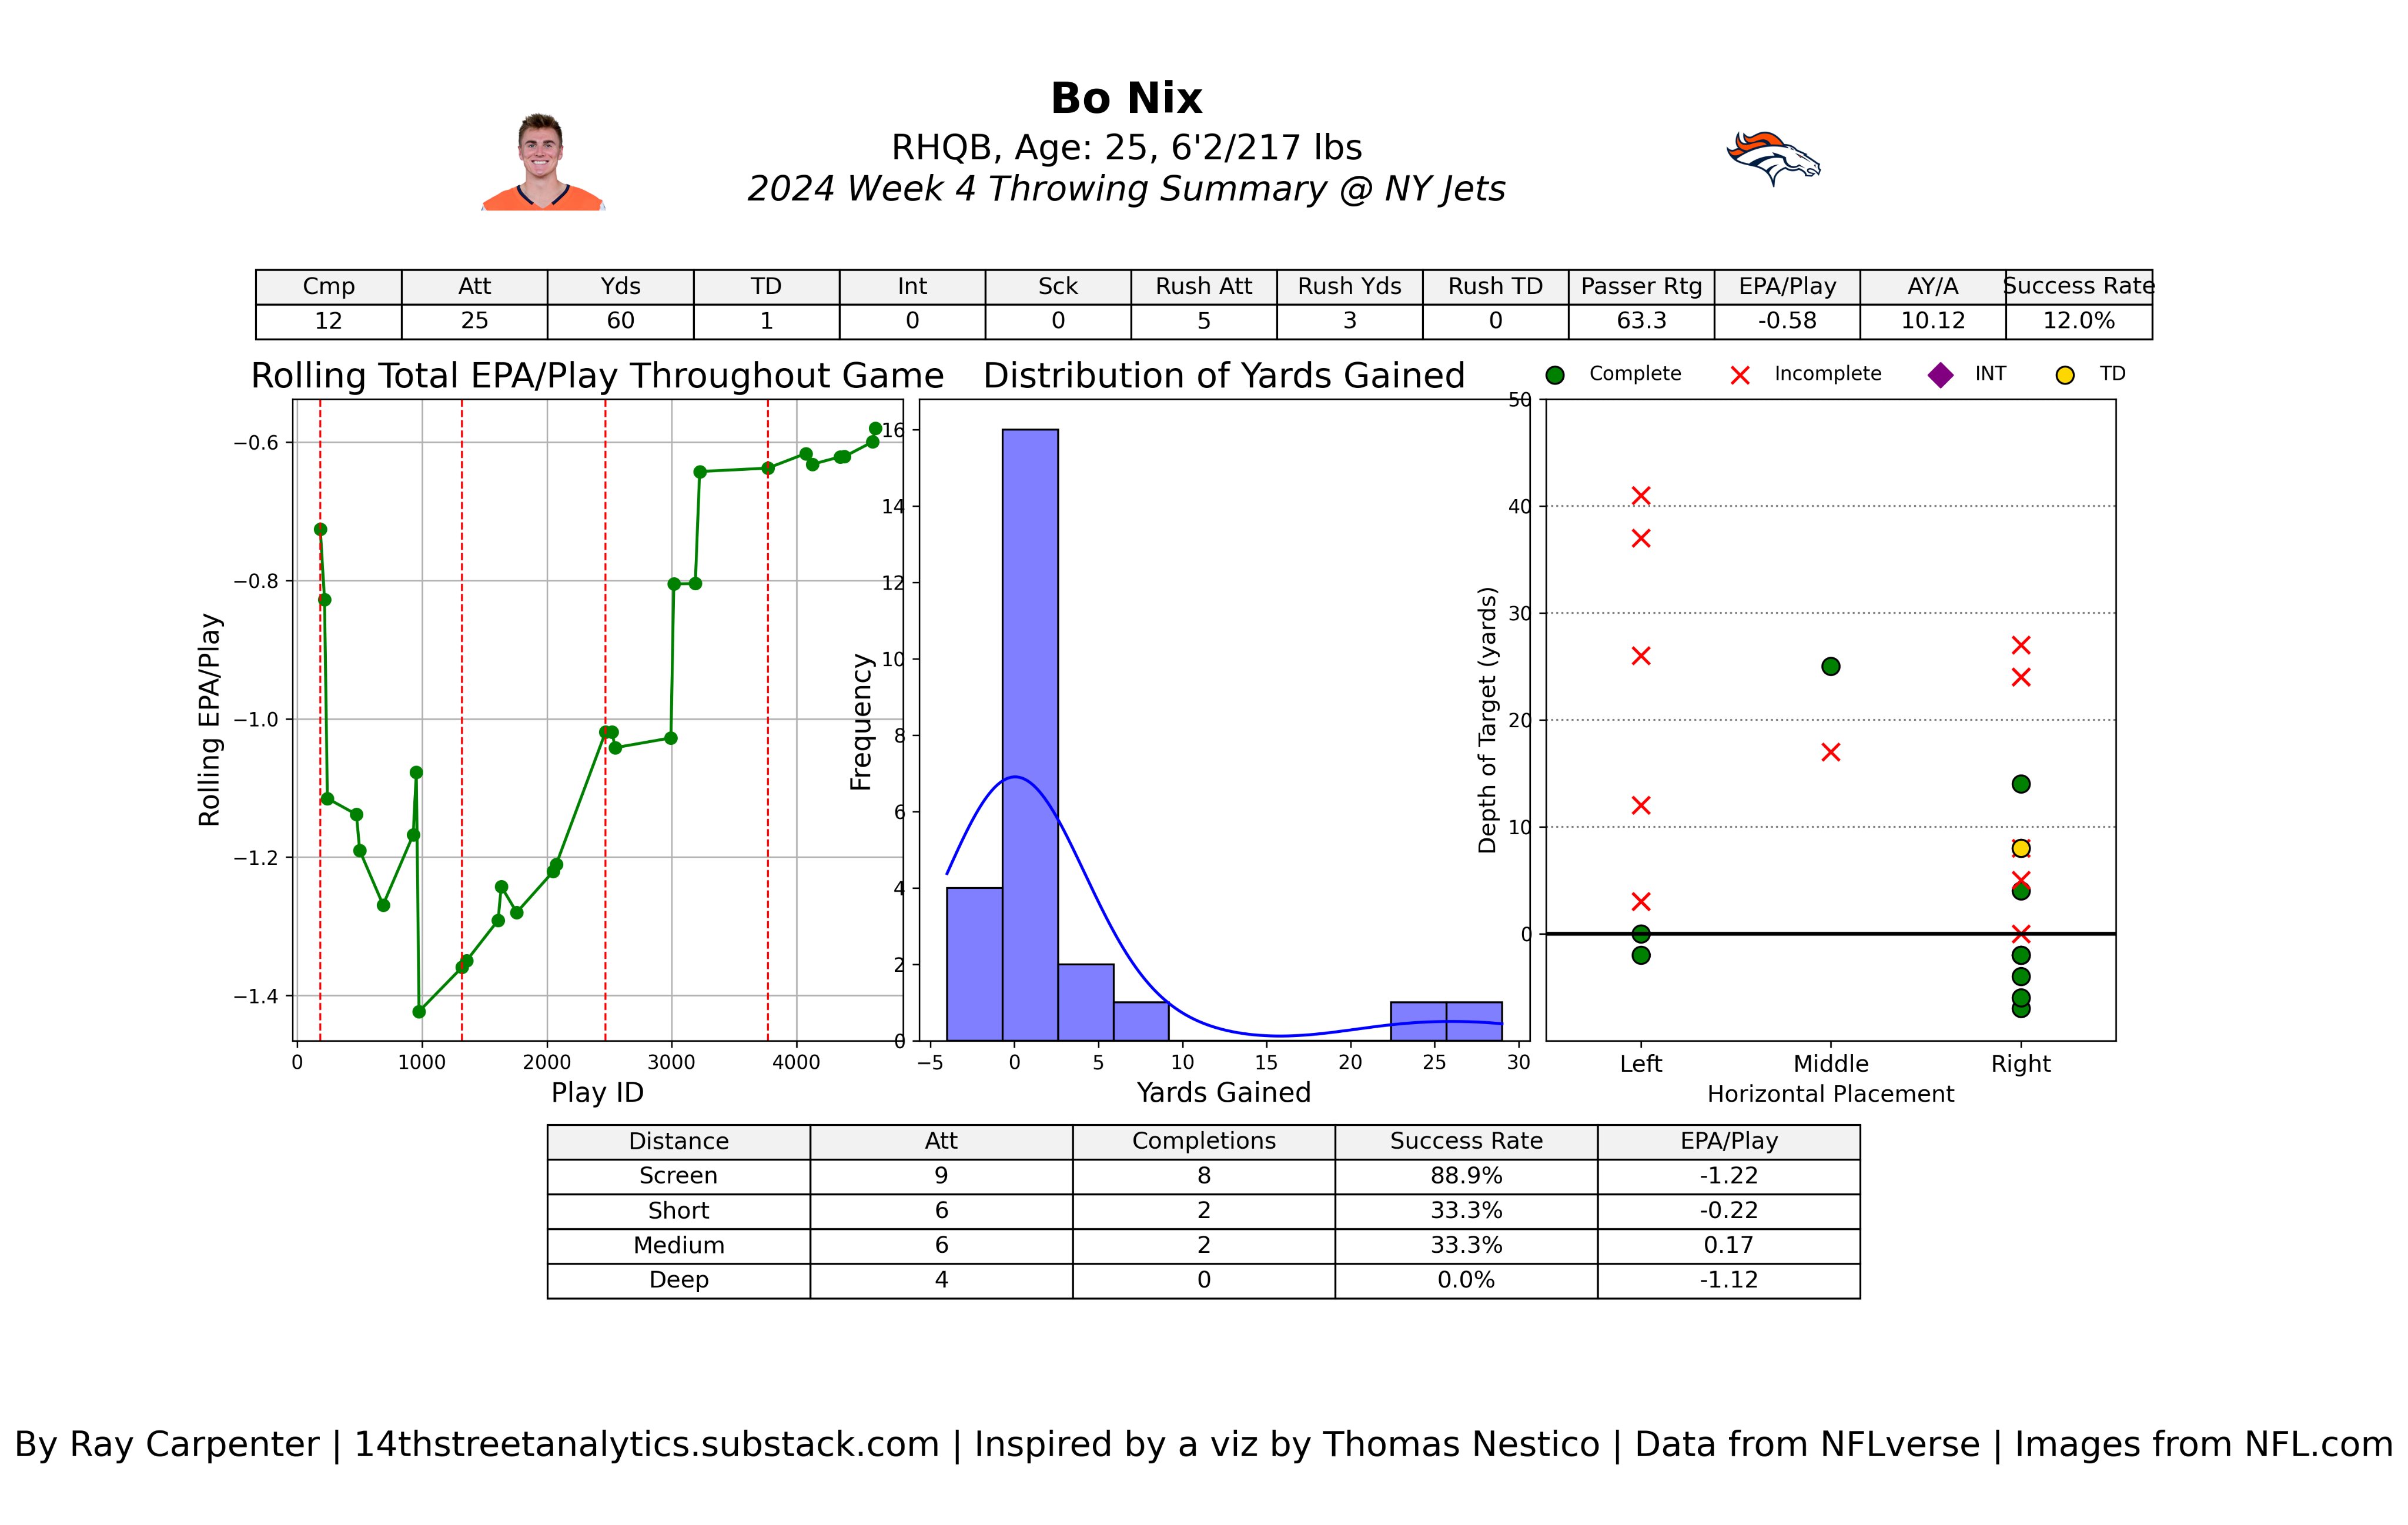 Bo Nix
RHQB, Age: 25, 6'2/217 lbs
2024 Week 4 Throwing Summary @ NY Jets
Cmp Att Yds TD Int Sck Rush Att Rush Yds Rush TD Passer Rtg EPA/Play AY/A Success Rate
12 25 60 1 0 0 5 3 0 63.3 -0.58 10.12 12.0%
Rolling Total EPA/Play Throughout Game
−0.6
−0.8
−1.0
−1.2
−1.4
Rolling EPA/Play
0 1000 2000 3000 4000
Play ID
Distribution of Yards Gained
16
14
12
10
8
6
4
2
0
Frequency
−5 0 5 10 15 20 25 30
Yards Gained
Complete Incomplete INT TD
50
40
30
20
10
0
Depth of Target (yards)
Left Middle Right
Horizontal Placement
Distance Att Completions Success Rate EPA/Play
Screen 9 8 88.9% -1.22
Short 6 2 33.3% -0.22
Medium 6 2 33.3% 0.17
Deep 4 0 0.0% -1.12
By Ray Carpenter | 14thstreetanalytics.substack.com | Inspired by a viz by Thomas Nestico | Data from NFLverse | Images from NFL.com